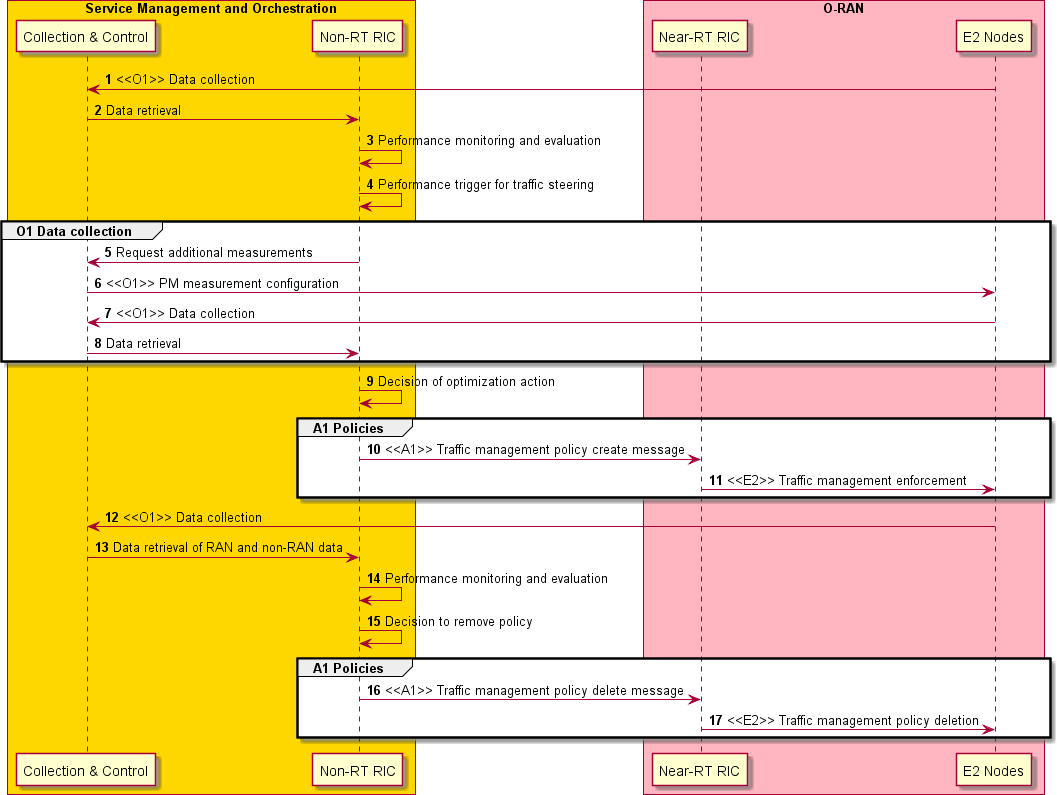 Service Management and Orchestration
O-RAN
Collection & Control
Non-RT RIC
Near-RT RIC
E2 Nodes
1 <<O1>> Data collection
2 Data retrieval
3 Performance monitoring and evaluation
4 Performance trigger for traffic steering
O1 Data collection
5 Request additional measurements
6 <<O1>> PM measurement configuration
7 <<O1>> Data collection
8 Data retrieval
9 Decision of optimization action
A1 Policies
10 <<A1>> Traffic management policy create message
11 <<E2>> Traffic management enforcement
12 <<O1>> Data collection
13 Data retrieval of RAN and non-RAN data
14 Performance monitoring and evaluation
15 Decision to remove policy
A1 Policies
16 <<A1>> Traffic management policy delete message
17 <<E2>> Traffic management policy deletion
Collection & Control
Non-RT RIC
Near-RT RIC
E2 Nodes